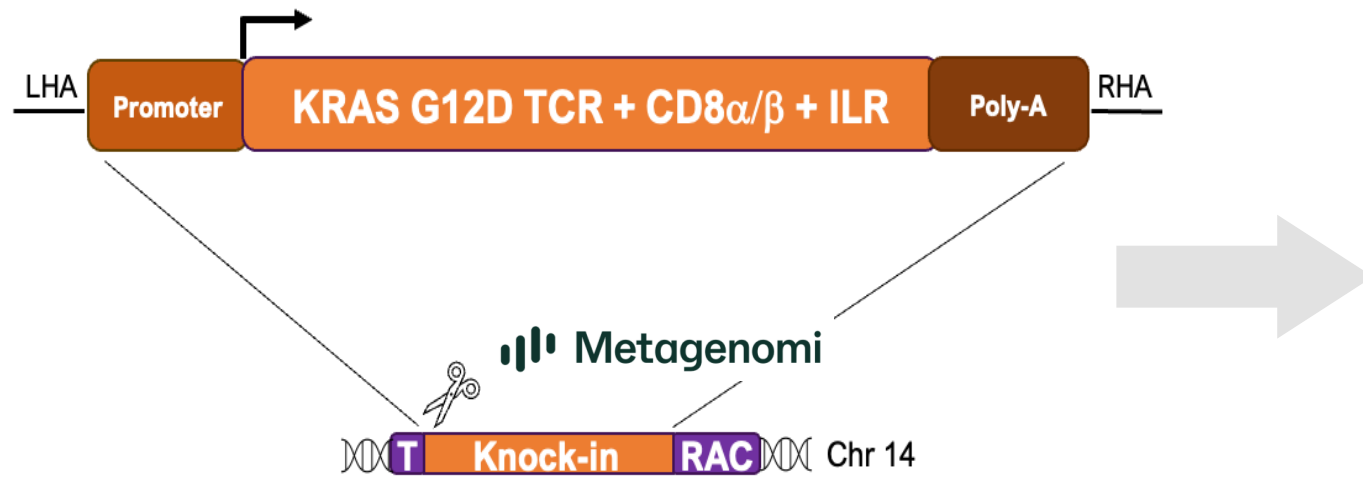 LHA
Promoter
KRAS G12D TCR + CD8α/β + ILR
Poly-A
RHA
Metagenomi
T
Knock-in
RAC
Chr 14